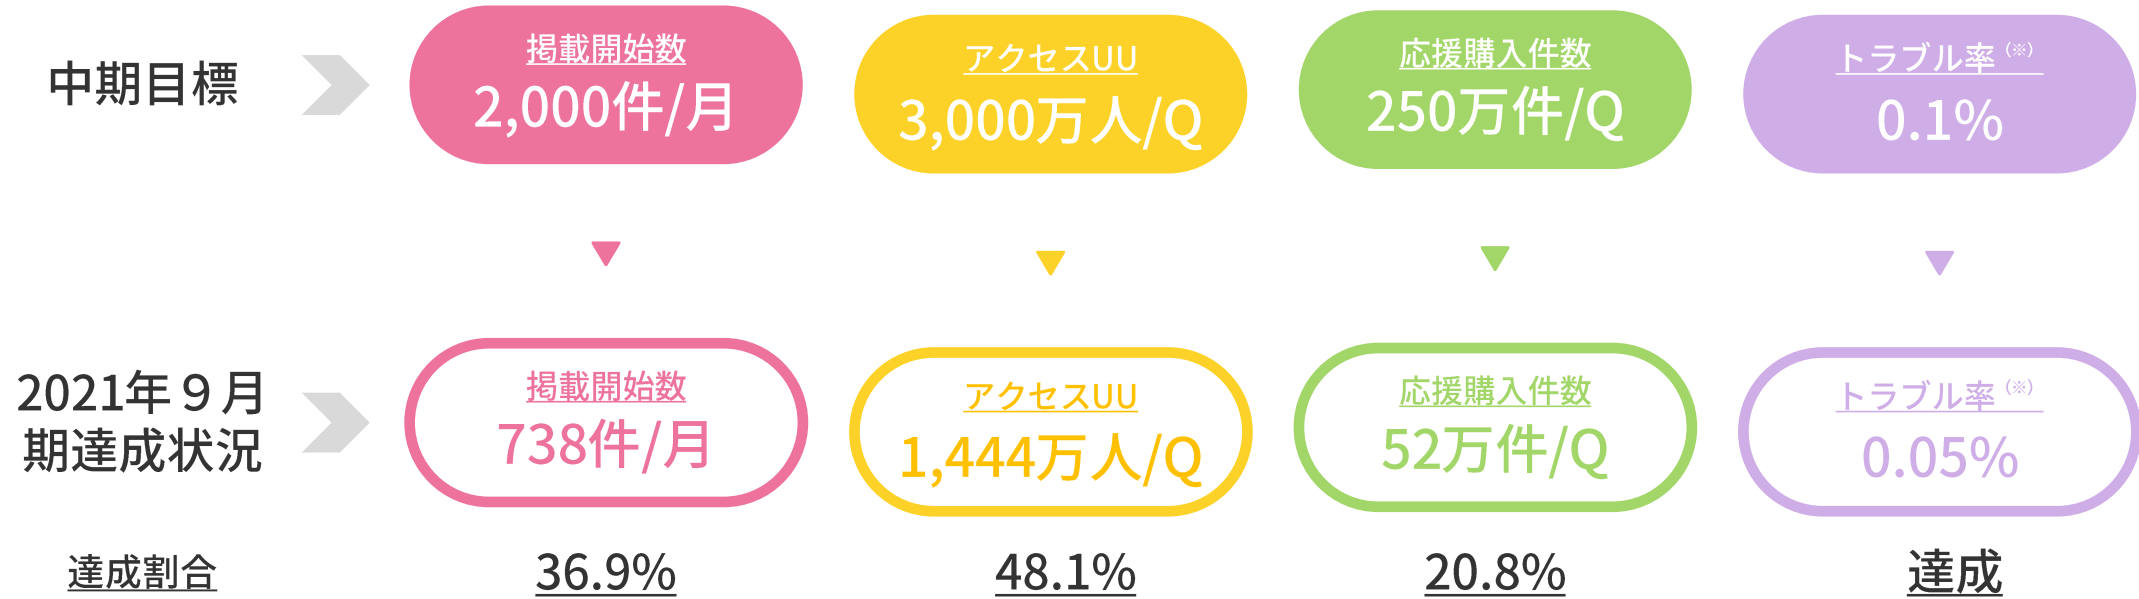 中期目標
掲載開始数
2,000件/月
アクセスUU
3,000万人/Q
応援購入件数
250万件/Q
トラブル率（※）
0.1%
2021年９月
期達成状況
掲載開始数
738件/月
アクセスUU
1,444万人/Q
応援購入件数
52万件/Q
トラブル率（※）
0.05%
達成割合
36.9%
48.1%
20.8%
達成